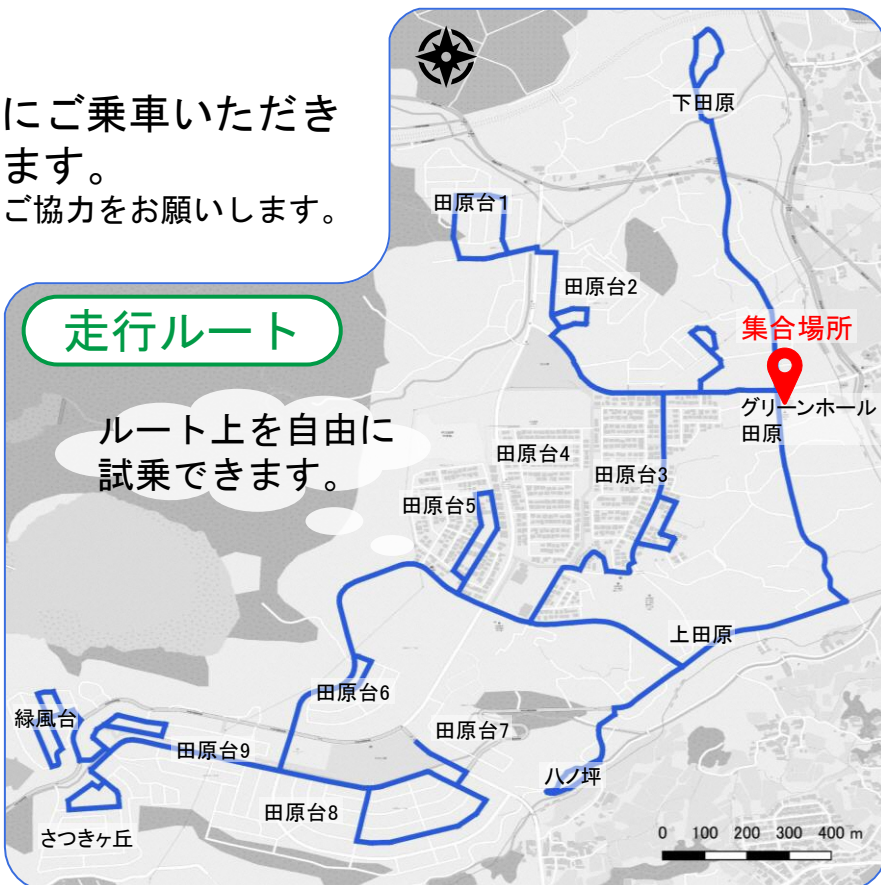 にご乗車いただき
ます。
ご協力をお願いします。
走行ルート
ルート上を自由に
試乗できます。
下田原
田原台1
田原台2
集合場所
グリーンホール
田原
田原台4
田原台3
田原台5
上田原
田原台6
緑風台
田原台7
田原台9
八ノ坪
田原台8
さつきヶ丘
0 100 200 300 400 m